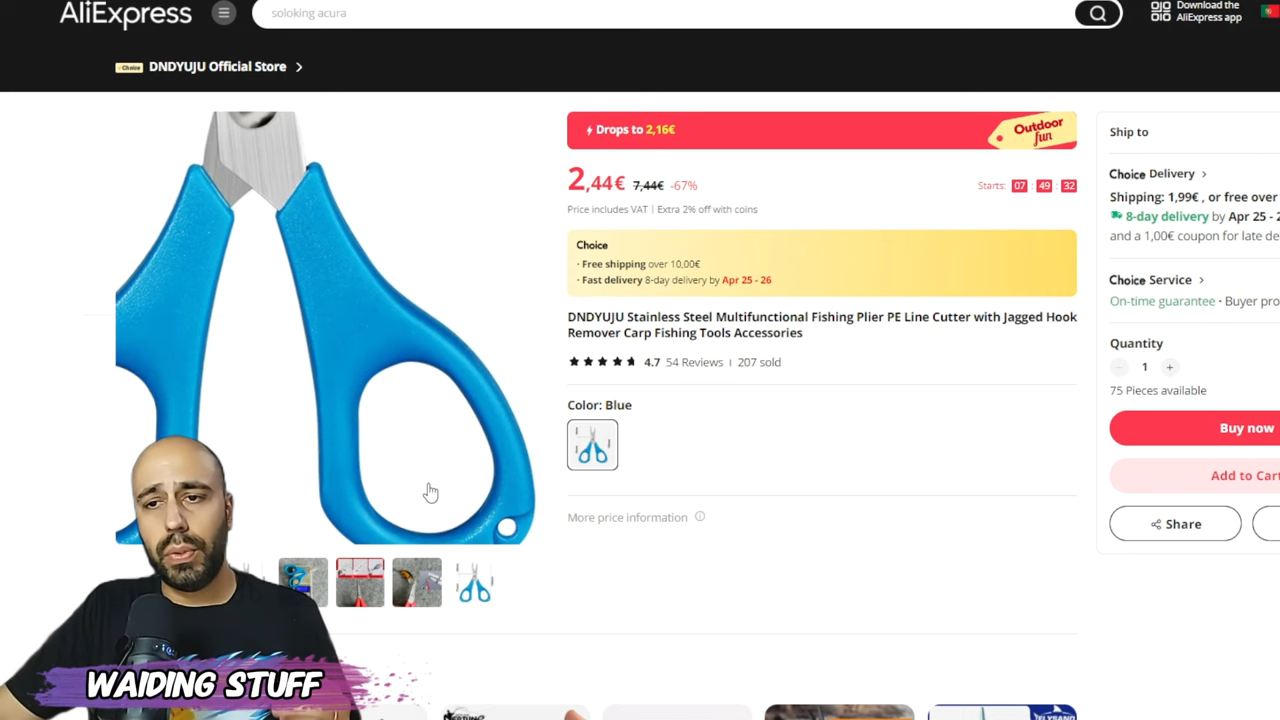 AliExpress
soloking acura
Download the
AliExpress app
Choice DNDYUJU Official Store >
Drops to 2,16€
Outdoor
fun
2,44€ 7,44€ -67%
Starts: 07 : 49 : 32
Price includes VAT | Extra 2% off with coins
Choice
· Free shipping over 10,00€
· Fast delivery 8-day delivery by Apr 25 - 26
DNDYUJU Stainless Steel Multifunctional Fishing Plier PE Line Cutter with Jagged Hook
Remover Carp Fishing Tools Accessories
4.7 54 Reviews | 207 sold
Color: Blue
More price information
Ship to
Choice Delivery >
Shipping: 1,99€ , or free over
8-day delivery by Apr 25 - 2
and a 1,00€ coupon for late de
Choice Service >
On-time guarantee · Buyer pro
Quantity
− 1 +
75 Pieces available
Buy now
Add to Cart
Share
WAIDING STUFF